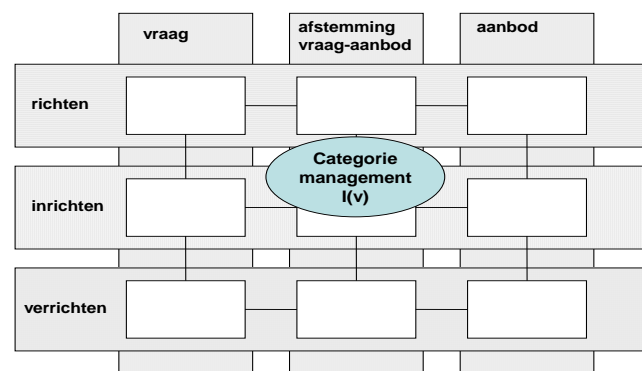 vraag
afstemming
vraag-aanbod
aanbod
richten
Categorie
management
I(v)
inrichten
verrichten